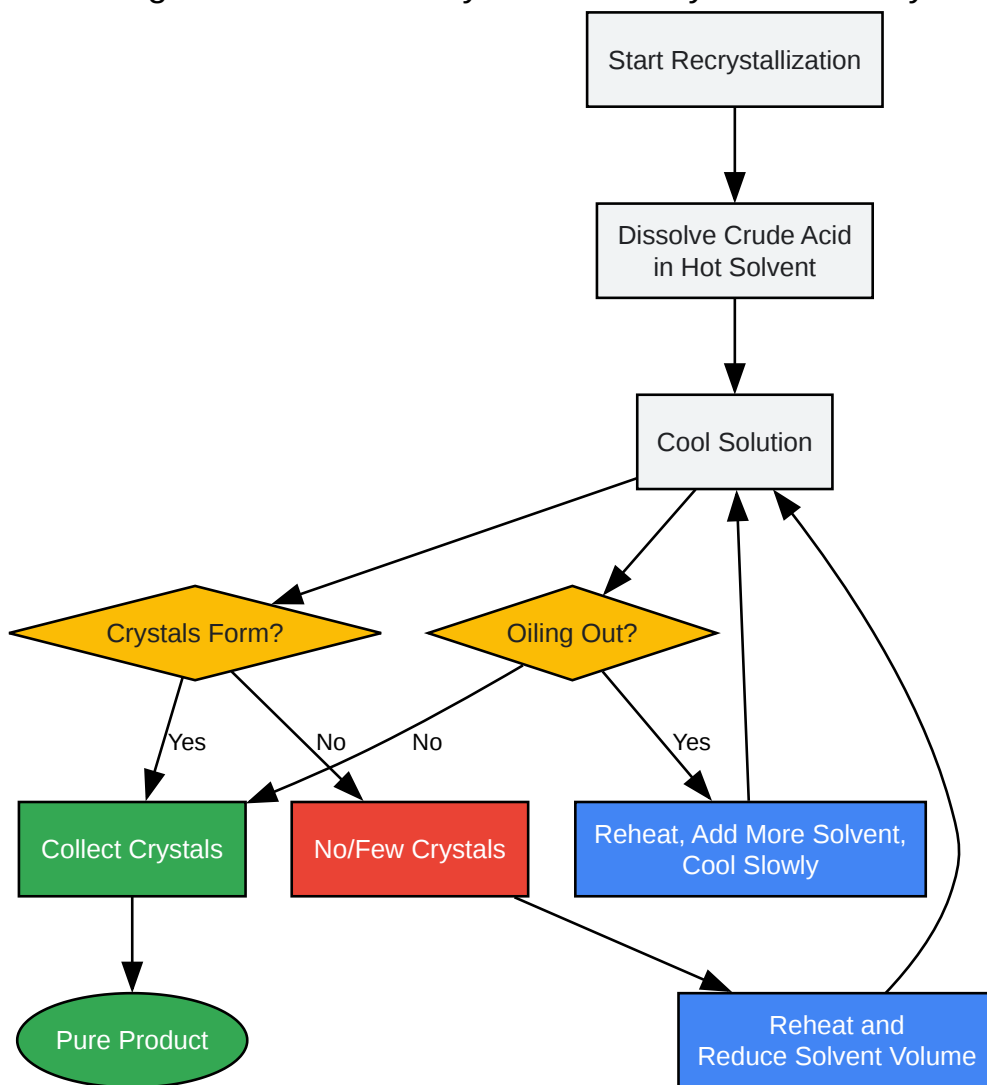 Start Recrystallization
Dissolve Crude Acid
in Hot Solvent
Cool Solution
Crystals Form?
Oiling Out?
Yes
No
No
Yes
Collect Crystals
No/Few Crystals
Reheat, Add More Solvent,
Cool Slowly
Pure Product
Reheat and
Reduce Solvent Volume